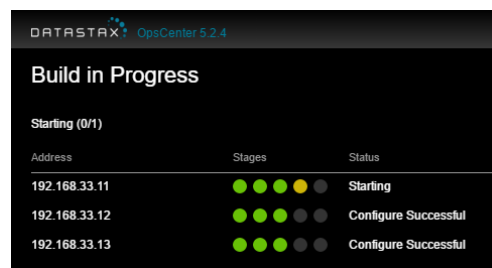 DATASTAX OpsCenter 5.2.4
Build in Progress
Starting (0/1)
Address Stages Status
192.168.33.11 Starting
192.168.33.12 Configure Successful
192.168.33.13 Configure Successful